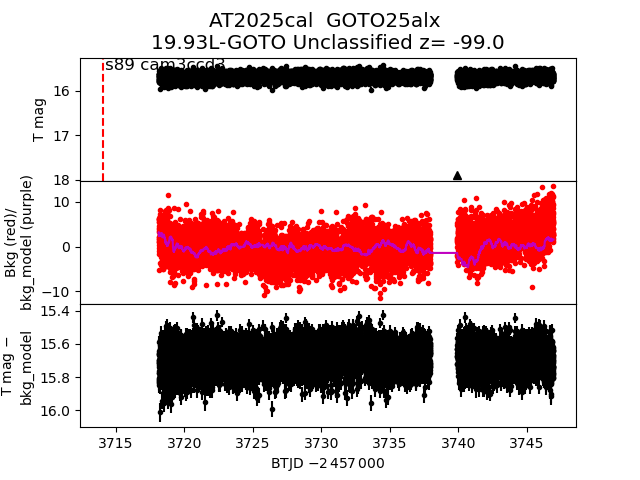 AT2025cal  GOTO25alx
19.93L-GOTO Unclassified z= -99.0
s89 cam3ccd3
T mag
16
17
18
Bkg (red)/
bkg_model (purple)
10
0
−10
T mag −
bkg_model
15.4
15.6
15.8
16.0
3715 3720 3725 3730 3735 3740 3745
BTJD −2 457 000